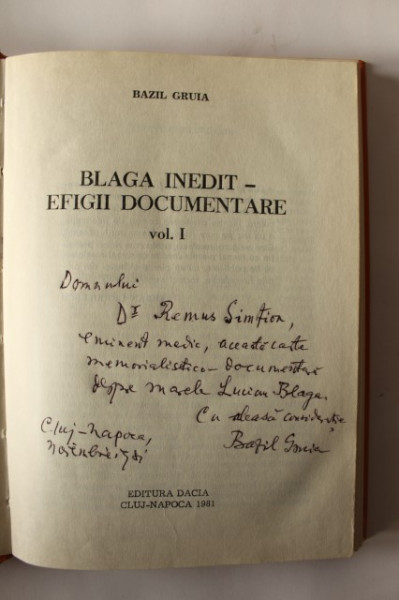 BAZIL GRUIA
BLAGA INEDIT –
EFIGII DOCUMENTARE
vol. I
Domnului
Dr Remus Simtion,
eminent medic, această carte
memorialistico-documentară
despre marele Lucian Blaga.
Cu aleasă considerație
Cluj-Napoca,
Bazil Gruia
EDITURA DACIA
CLUJ-NAPOCA 1981